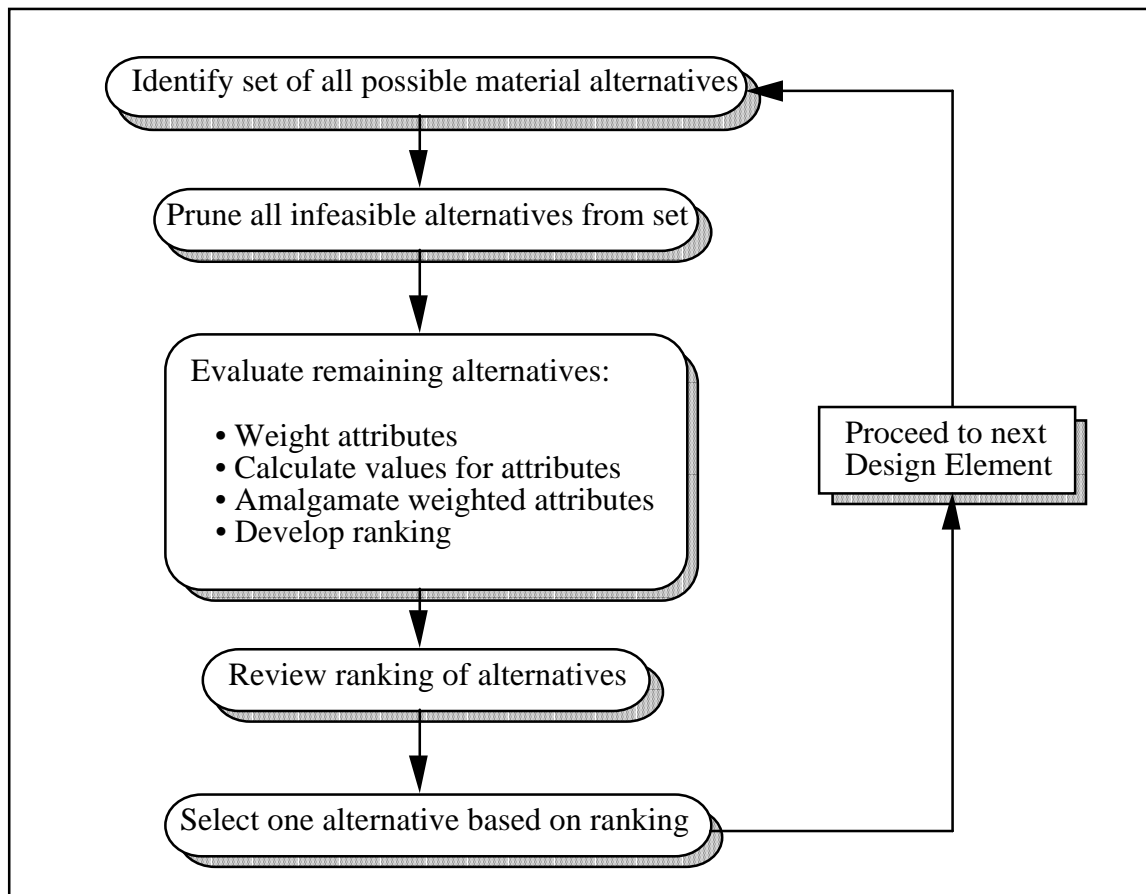 Identify set of all possible material alternatives
Prune all infeasible alternatives from set
Evaluate remaining alternatives:
• Weight attributes
• Calculate values for attributes
• Amalgamate weighted attributes
• Develop ranking
Review ranking of alternatives
Select one alternative based on ranking
Proceed to next
Design Element